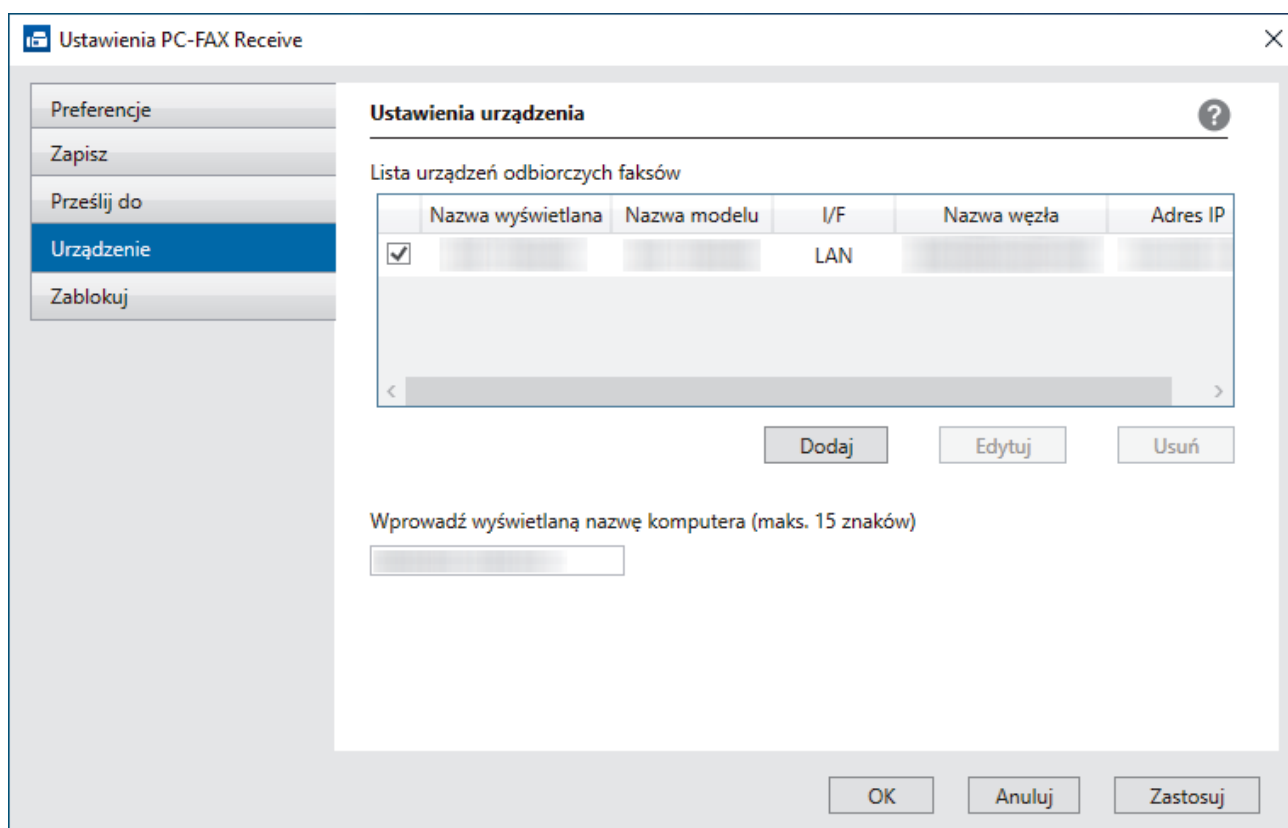 Ustawienia PC-FAX Receive
Preferencje
Zapisz
Prześlij do
Urządzenie
Zablokuj
Ustawienia urządzenia
?
Lista urządzeń odbiorczych faksów
Nazwa wyświetlana Nazwa modelu I/F Nazwa węzła Adres IP
LAN
Dodaj Edytuj Usuń
Wprowadź wyświetlaną nazwę komputera (maks. 15 znaków)
OK Anuluj Zastosuj